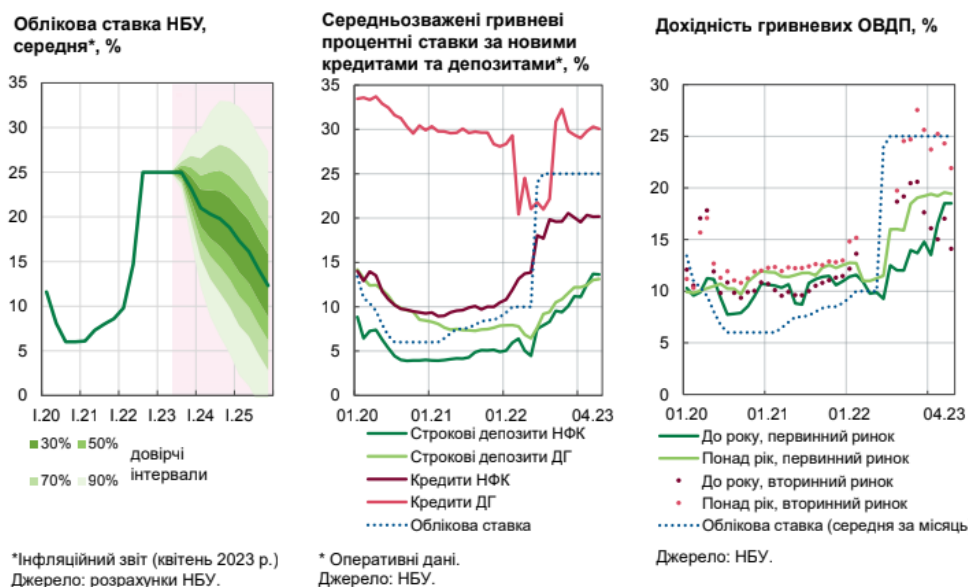 Облікова ставка НБУ,
середня*, %
35
30
25
20
15
10
5
0
I.20 I.21 I.22 I.23 I.24 I.25
30% 50%
70% 90%
довірчі
інтервали
*Інфляційний звіт (квітень 2023 р.)
Джерело: розрахунки НБУ.
Середньозважені гривневі
процентні ставки за новими
кредитами та депозитами*, %
35
30
25
20
15
10
5
0
01.20 01.21 01.22 04.23
Строкові депозити НФК
Строкові депозити ДГ
Кредити НФК
Кредити ДГ
Облікова ставка
* Оперативні дані.
Джерело: НБУ.
Дохідність гривневих ОВДП, %
30
25
20
15
10
5
0
01.20 01.21 01.22 04.23
До року, первинний ринок
Понад рік, первинний ринок
До року, вторинний ринок
Понад рік, вторинний ринок
Облікова ставка (середня за місяць
Джерело: НБУ.